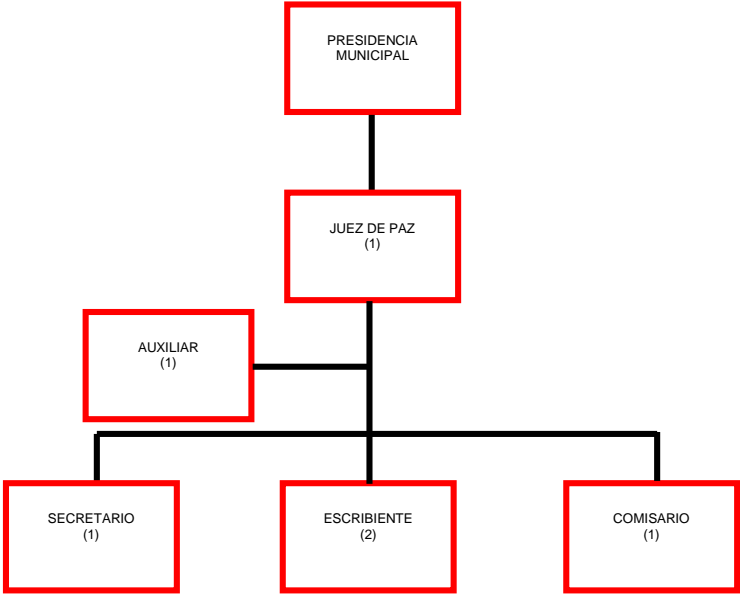 PRESIDENCIA
MUNICIPAL
JUEZ DE PAZ
(1)
AUXILIAR
(1)
SECRETARIO
(1)
ESCRIBIENTE
(2)
COMISARIO
(1)